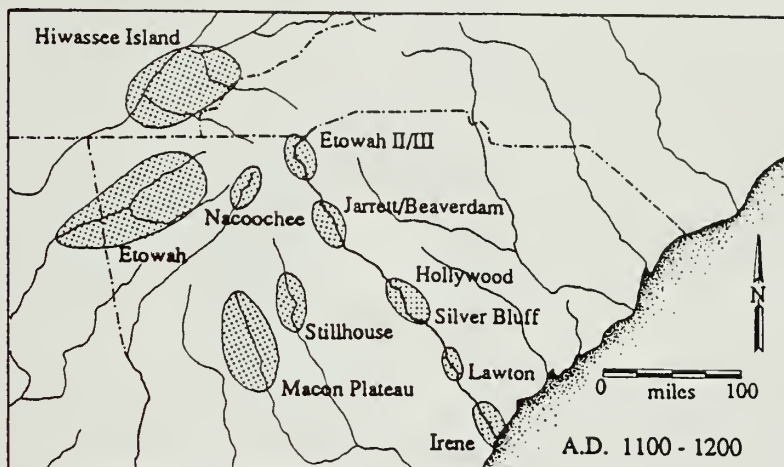 Hiwassee Island
Etowah II/III
Nacoochee
Jarrett/Beaverdam
Etowah
Hollywood
Silver Bluff
Stillhouse
N
Macon Plateau
Lawton
0 100
miles
Irene
A.D. 1100 - 1200